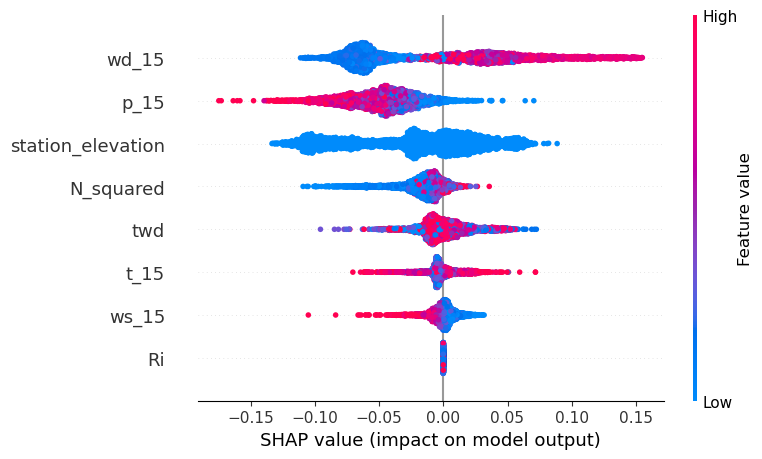 High
wd_15
p_15
station_elevation
N_squared
twd
t_15
ws_15
Ri
Feature value
Low
−0.15 −0.10 −0.05 0.00 0.05 0.10 0.15
SHAP value (impact on model output)